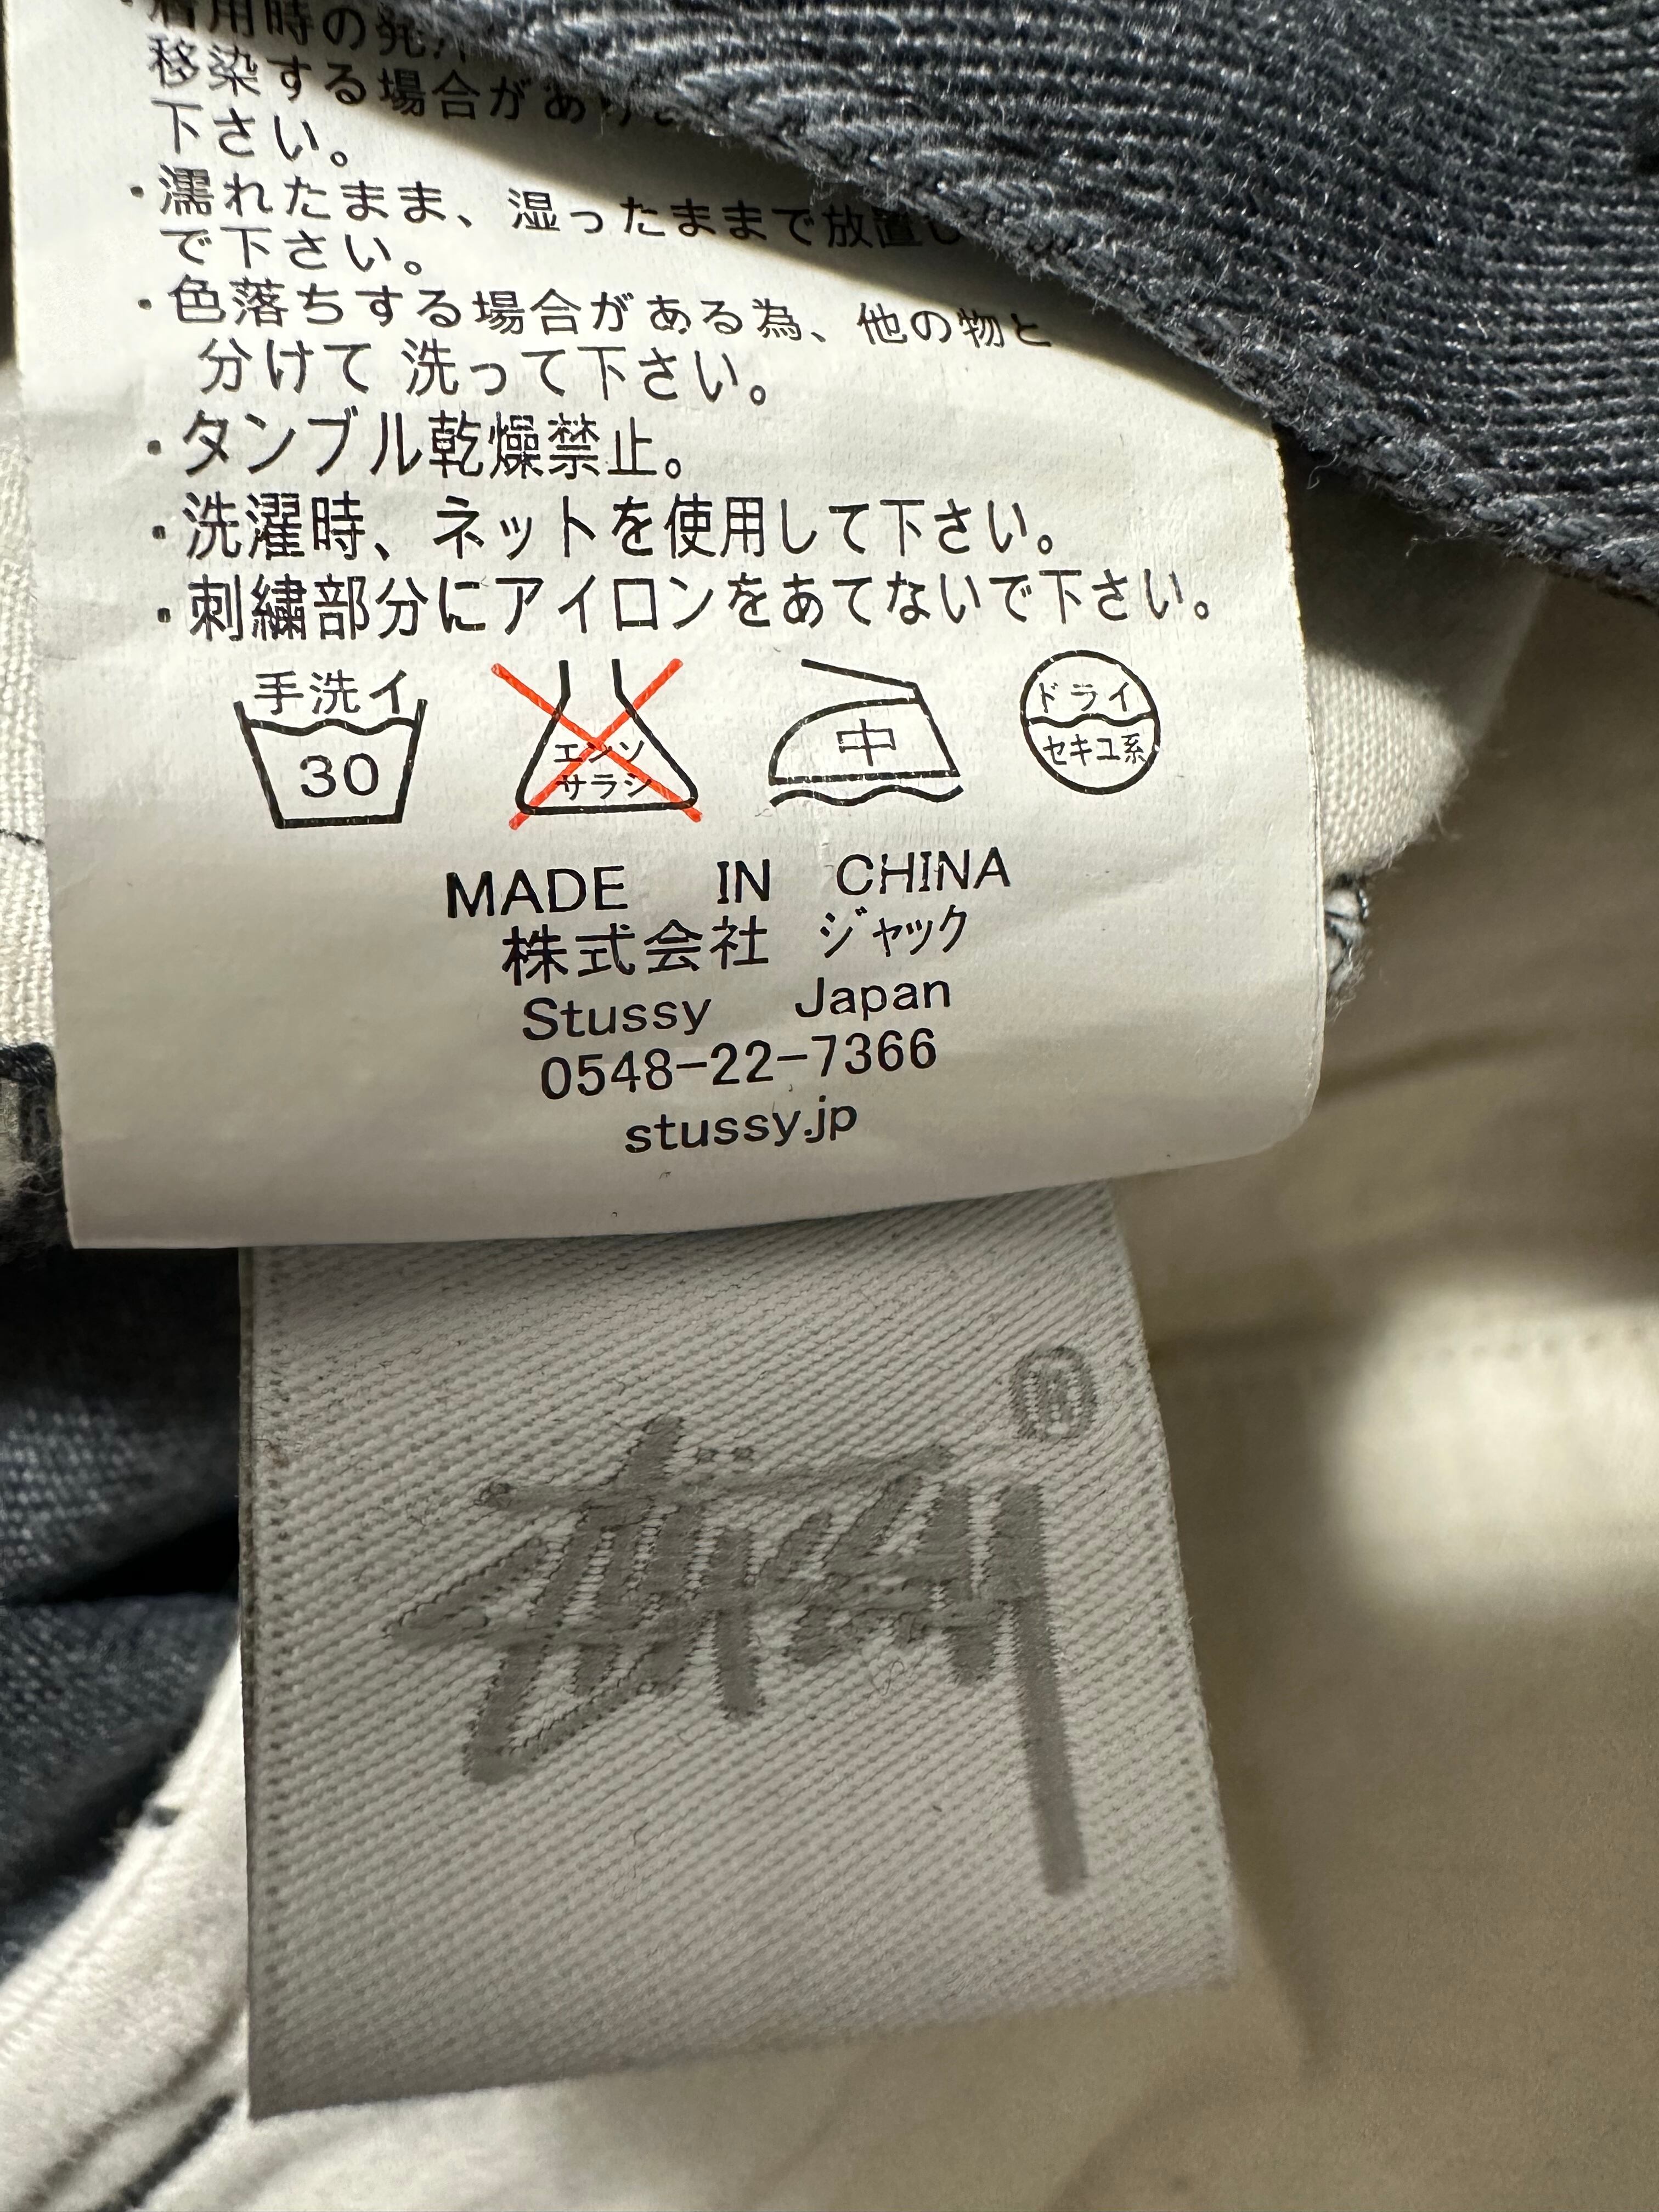 着用時の発
移染する場合があり
下さい。
・濡れたまま、湿ったままで放置し
で下さい。
・色落ちする場合がある為、他の物と
分けて 洗って下さい。
・タンブル乾燥禁止。
・洗濯時、ネットを使用して下さい。
・刺繍部分にアイロンをあてないで下さい。
手洗イ
30
エンソ
サラシ
中
ドライ
セキユ系
MADE IN CHINA
株式会社 ジャック
Stussy Japan
0548-22-7366
stussy.jp
®
Stüssy